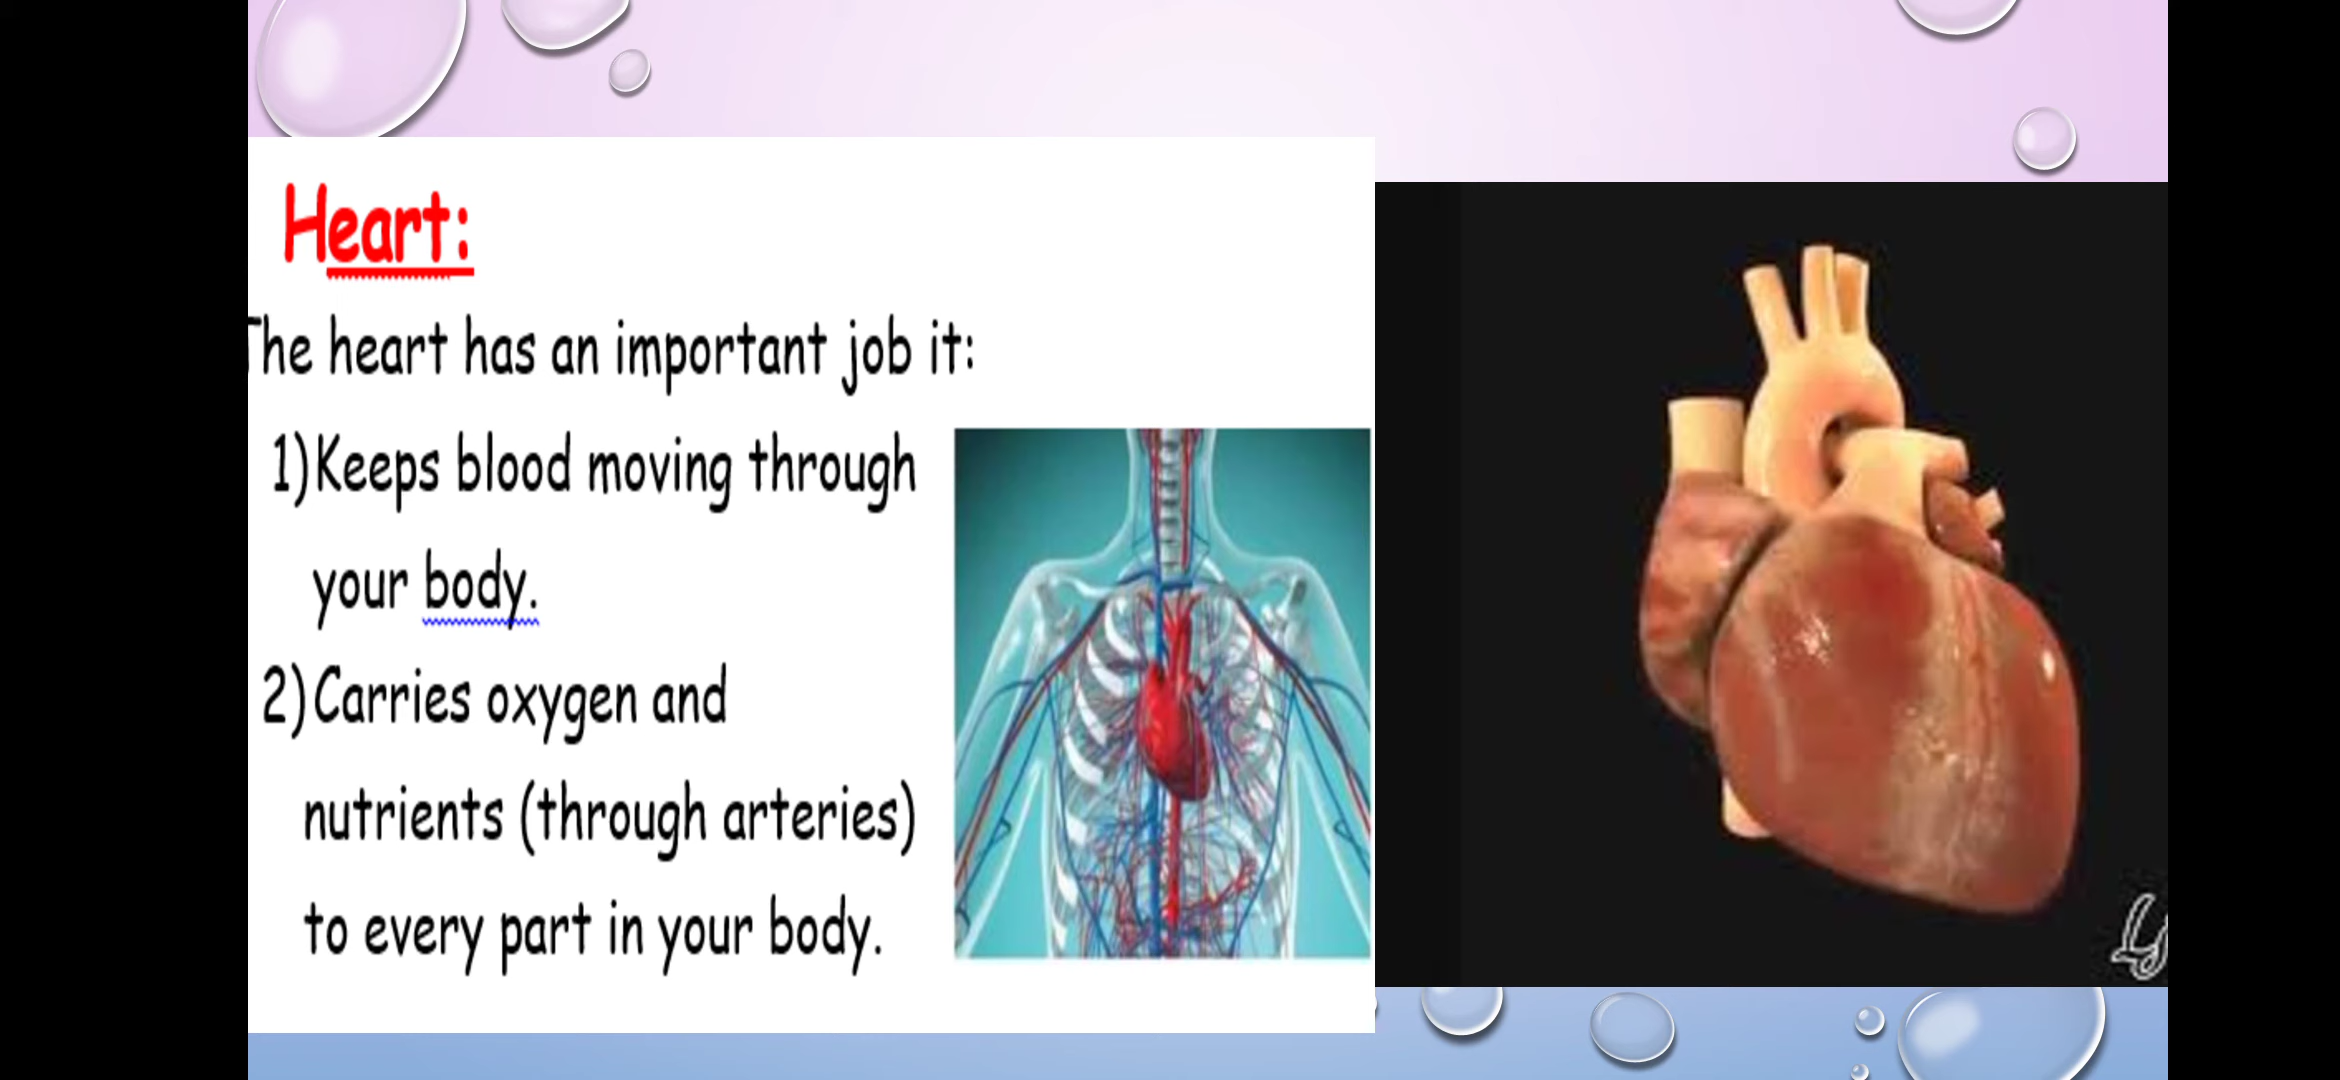 Heart:
The heart has an important job it:
1) Keeps blood moving through
your body.
2) Carries oxygen and
nutrients (through arteries)
to every part in your body.